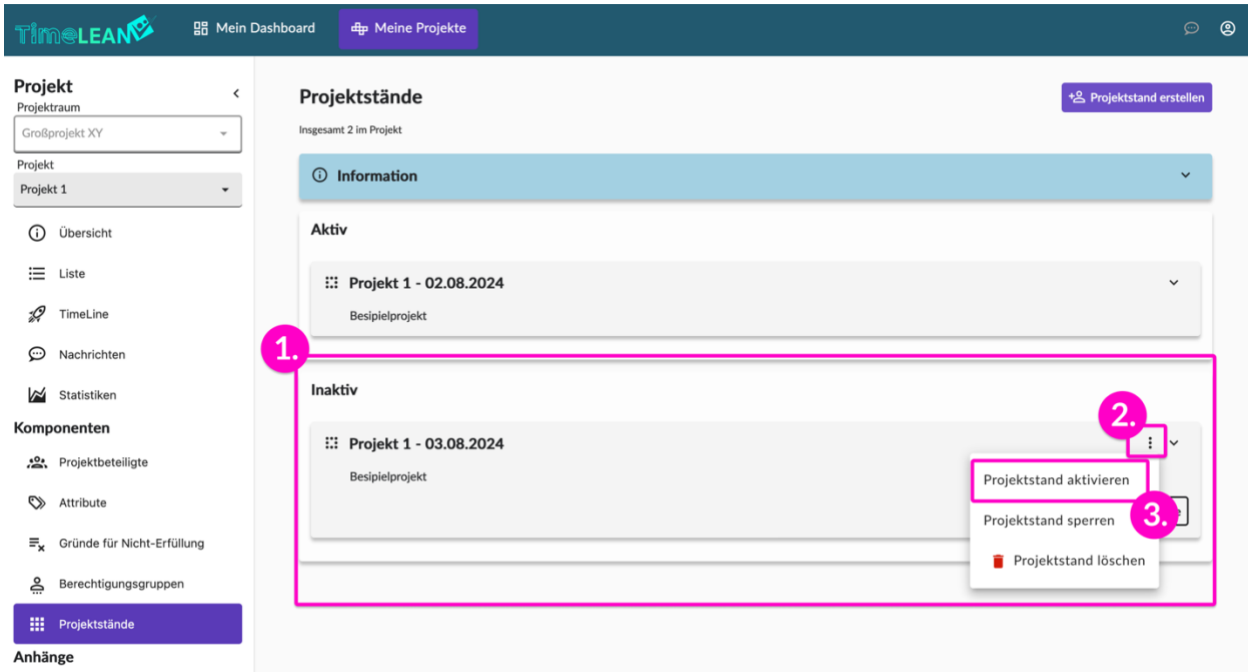 TimeLEAN
Mein Dashboard
Meine Projekte
Projekt
Projektraum
Großprojekt XY
Projekt
Projekt 1
Übersicht
Liste
TimeLine
Nachrichten
Statistiken
Komponenten
Projektbeteiligte
Attribute
Gründe für Nicht-Erfüllung
Berechtigungsgruppen
Projektstände
Anhänge
Projektstände
Projektstand erstellen
Insgesamt 2 im Projekt
Information
Aktiv
Projekt 1 - 02.08.2024
Besipielprojekt
1.
Inaktiv
2.
Projekt 1 - 03.08.2024
Besipielprojekt
Projektstand aktivieren
3.
Projektstand sperren
Projektstand löschen